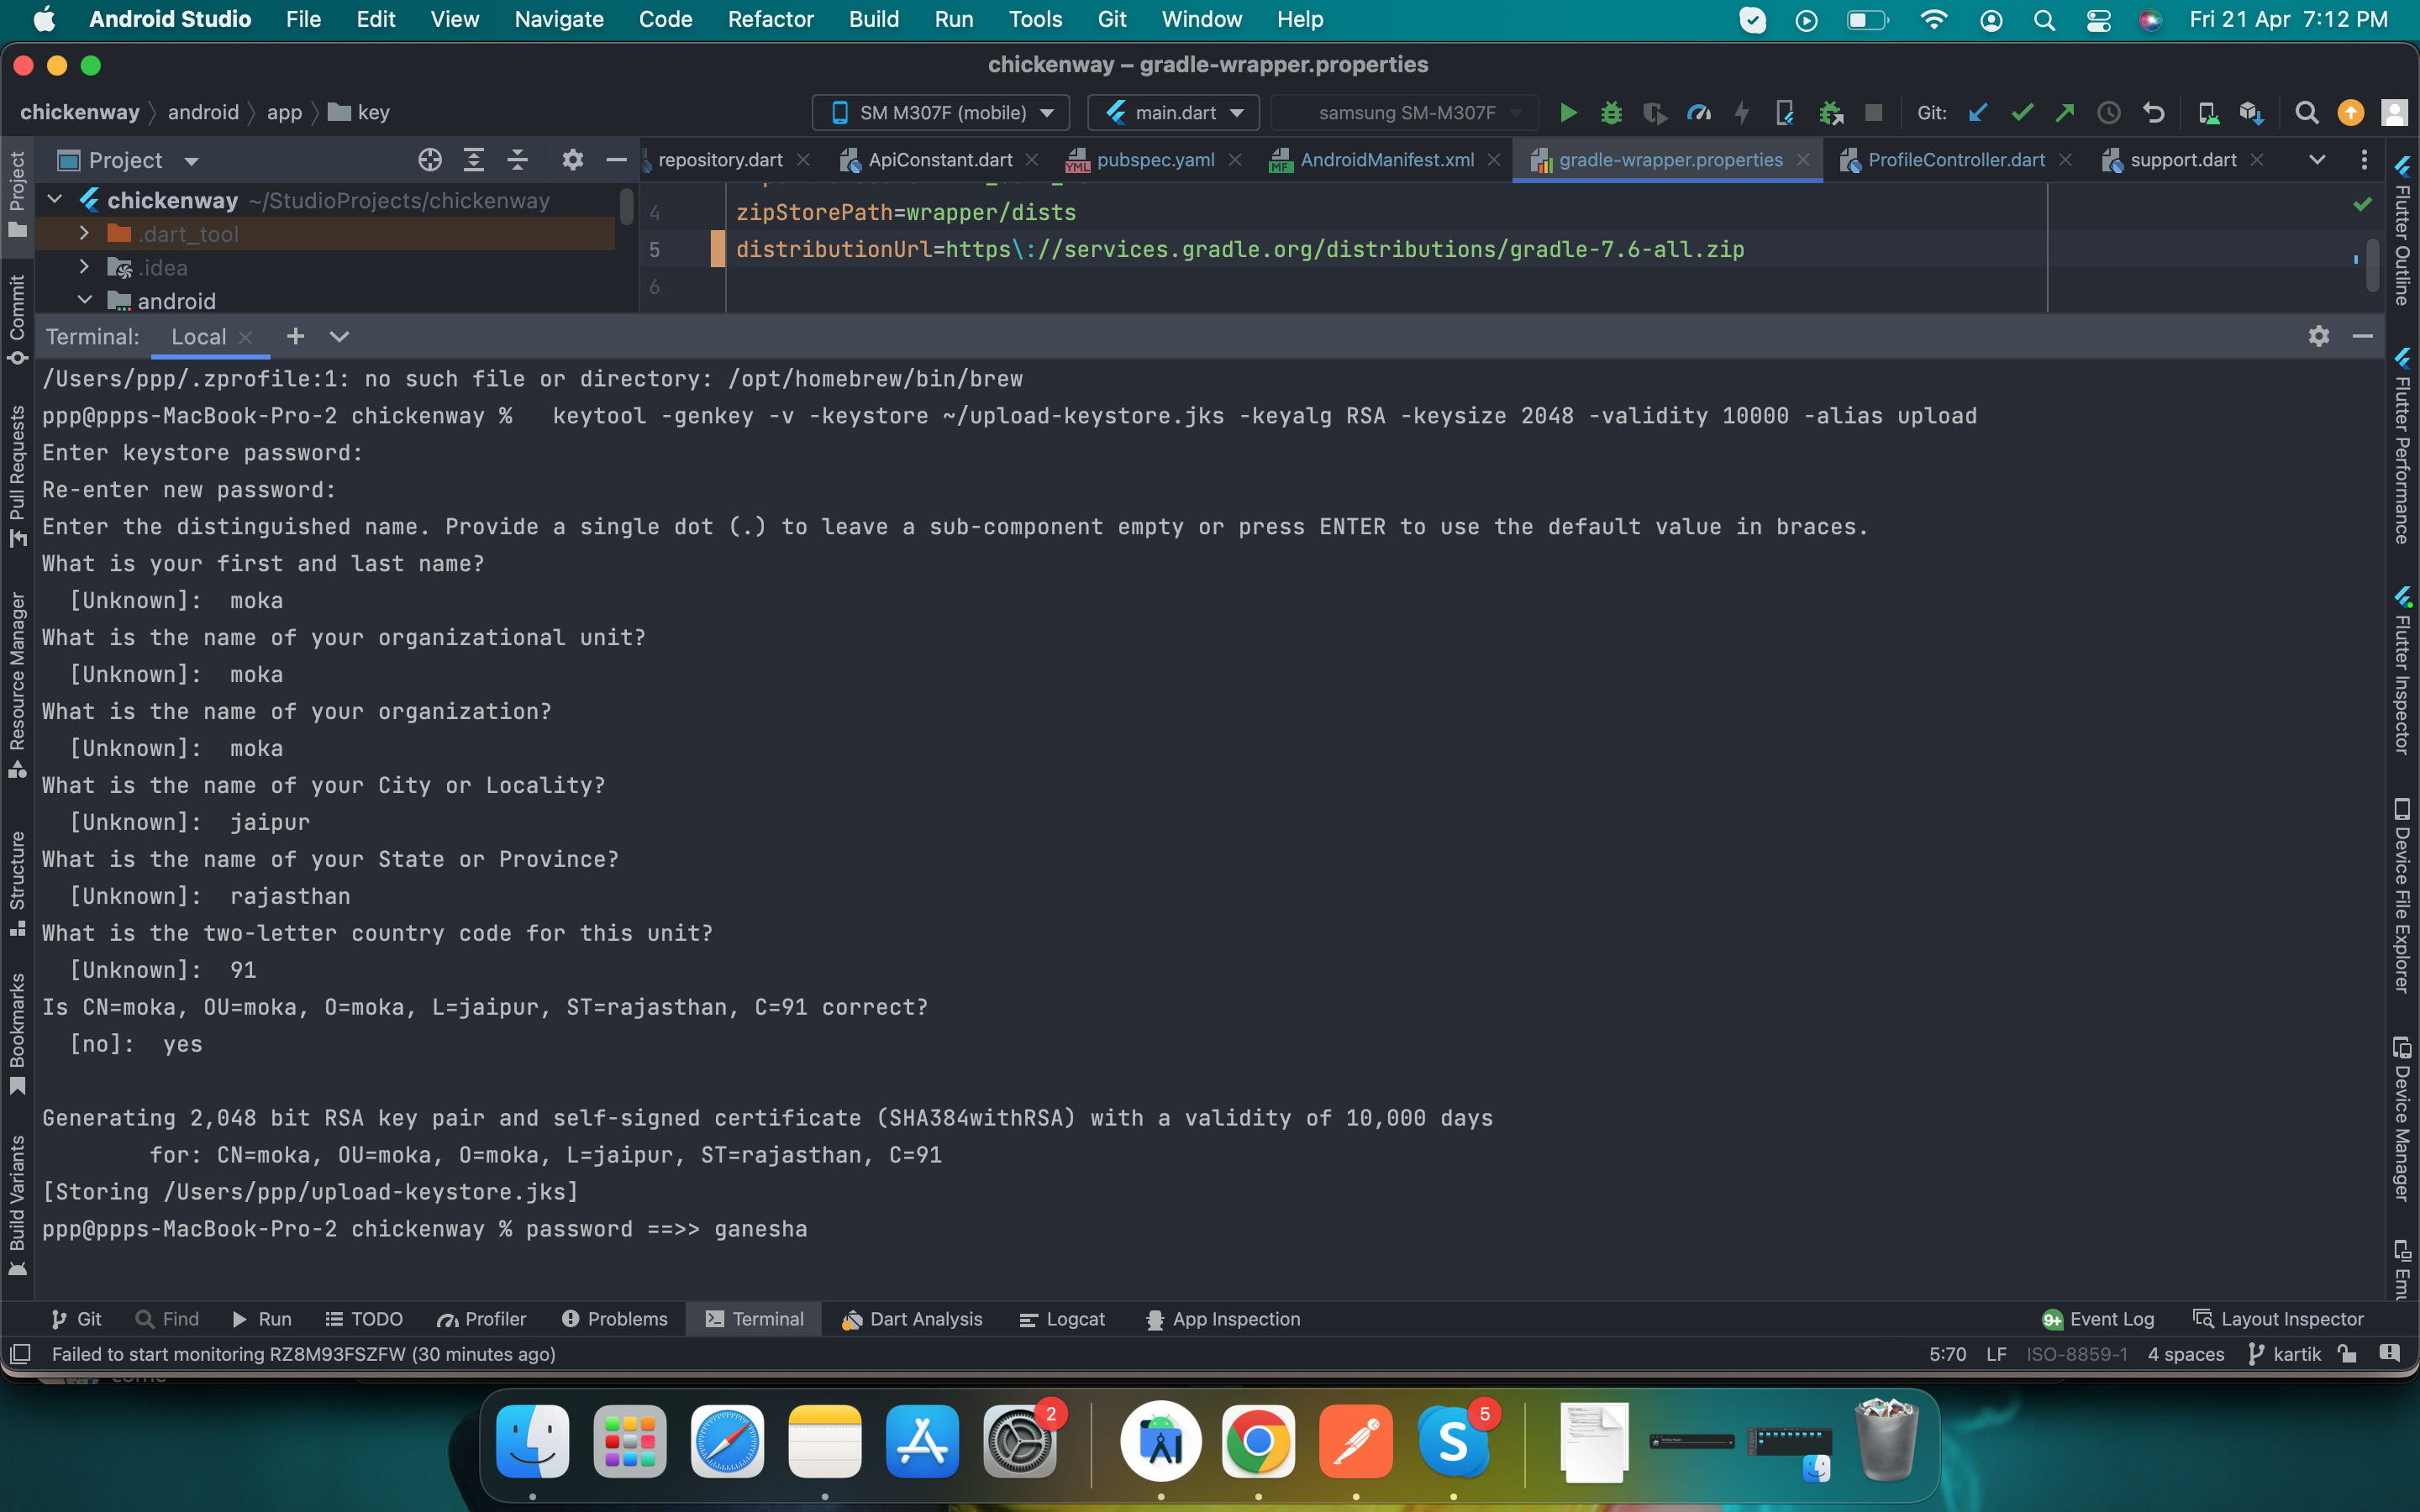 Android Studio File Edit View Navigate Code Refactor Build Run Tools Git Window Help Fri 21 Apr 7:12 PM
chickenway – gradle-wrapper.properties
chickenway android app key SM M307F (mobile) main.dart samsung SM-M307F Git:
Project repository.dart ApiConstant.dart pubspec.yaml AndroidManifest.xml gradle-wrapper.properties ProfileController.dart support.dart
chickenway ~/StudioProjects/chickenway
.dart_tool
.idea
android
4 zipStorePath=wrapper/dists
5 distributionUrl=https\://services.gradle.org/distributions/gradle-7.6-all.zip
6
Terminal: Local
/Users/ppp/.zprofile:1: no such file or directory: /opt/homebrew/bin/brew
ppp@ppps-MacBook-Pro-2 chickenway %   keytool -genkey -v -keystore ~/upload-keystore.jks -keyalg RSA -keysize 2048 -validity 10000 -alias upload
Enter keystore password:
Re-enter new password:
Enter the distinguished name. Provide a single dot (.) to leave a sub-component empty or press ENTER to use the default value in braces.
What is your first and last name?
[Unknown]:  moka
What is the name of your organizational unit?
[Unknown]:  moka
What is the name of your organization?
[Unknown]:  moka
What is the name of your City or Locality?
[Unknown]:  jaipur
What is the name of your State or Province?
[Unknown]:  rajasthan
What is the two-letter country code for this unit?
[Unknown]:  91
Is CN=moka, OU=moka, O=moka, L=jaipur, ST=rajasthan, C=91 correct?
[no]:  yes
Generating 2,048 bit RSA key pair and self-signed certificate (SHA384withRSA) with a validity of 10,000 days
for: CN=moka, OU=moka, O=moka, L=jaipur, ST=rajasthan, C=91
[Storing /Users/ppp/upload-keystore.jks]
ppp@ppps-MacBook-Pro-2 chickenway % password ==>> ganesha
Project
Commit
Pull Requests
Resource Manager
Structure
Bookmarks
Build Variants
Flutter Outline
Flutter Performance
Flutter Inspector
Device File Explorer
Device Manager
Git Find Run TODO Profiler Problems Terminal Dart Analysis Logcat App Inspection 9+ Event Log Layout Inspector
Failed to start monitoring RZ8M93FSZFW (30 minutes ago) 5:70 LF ISO-8859-1 4 spaces kartik
2 5